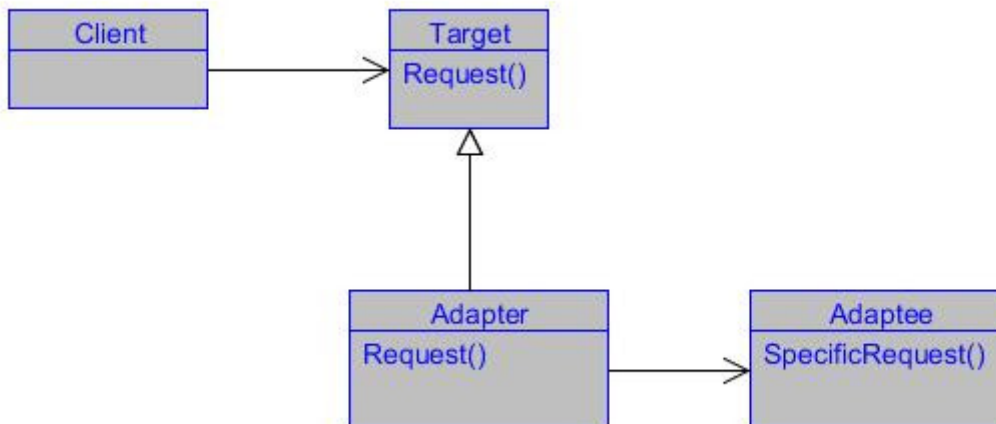 Client
Target
Request()
Adapter
Request()
Adaptee
SpecificRequest()